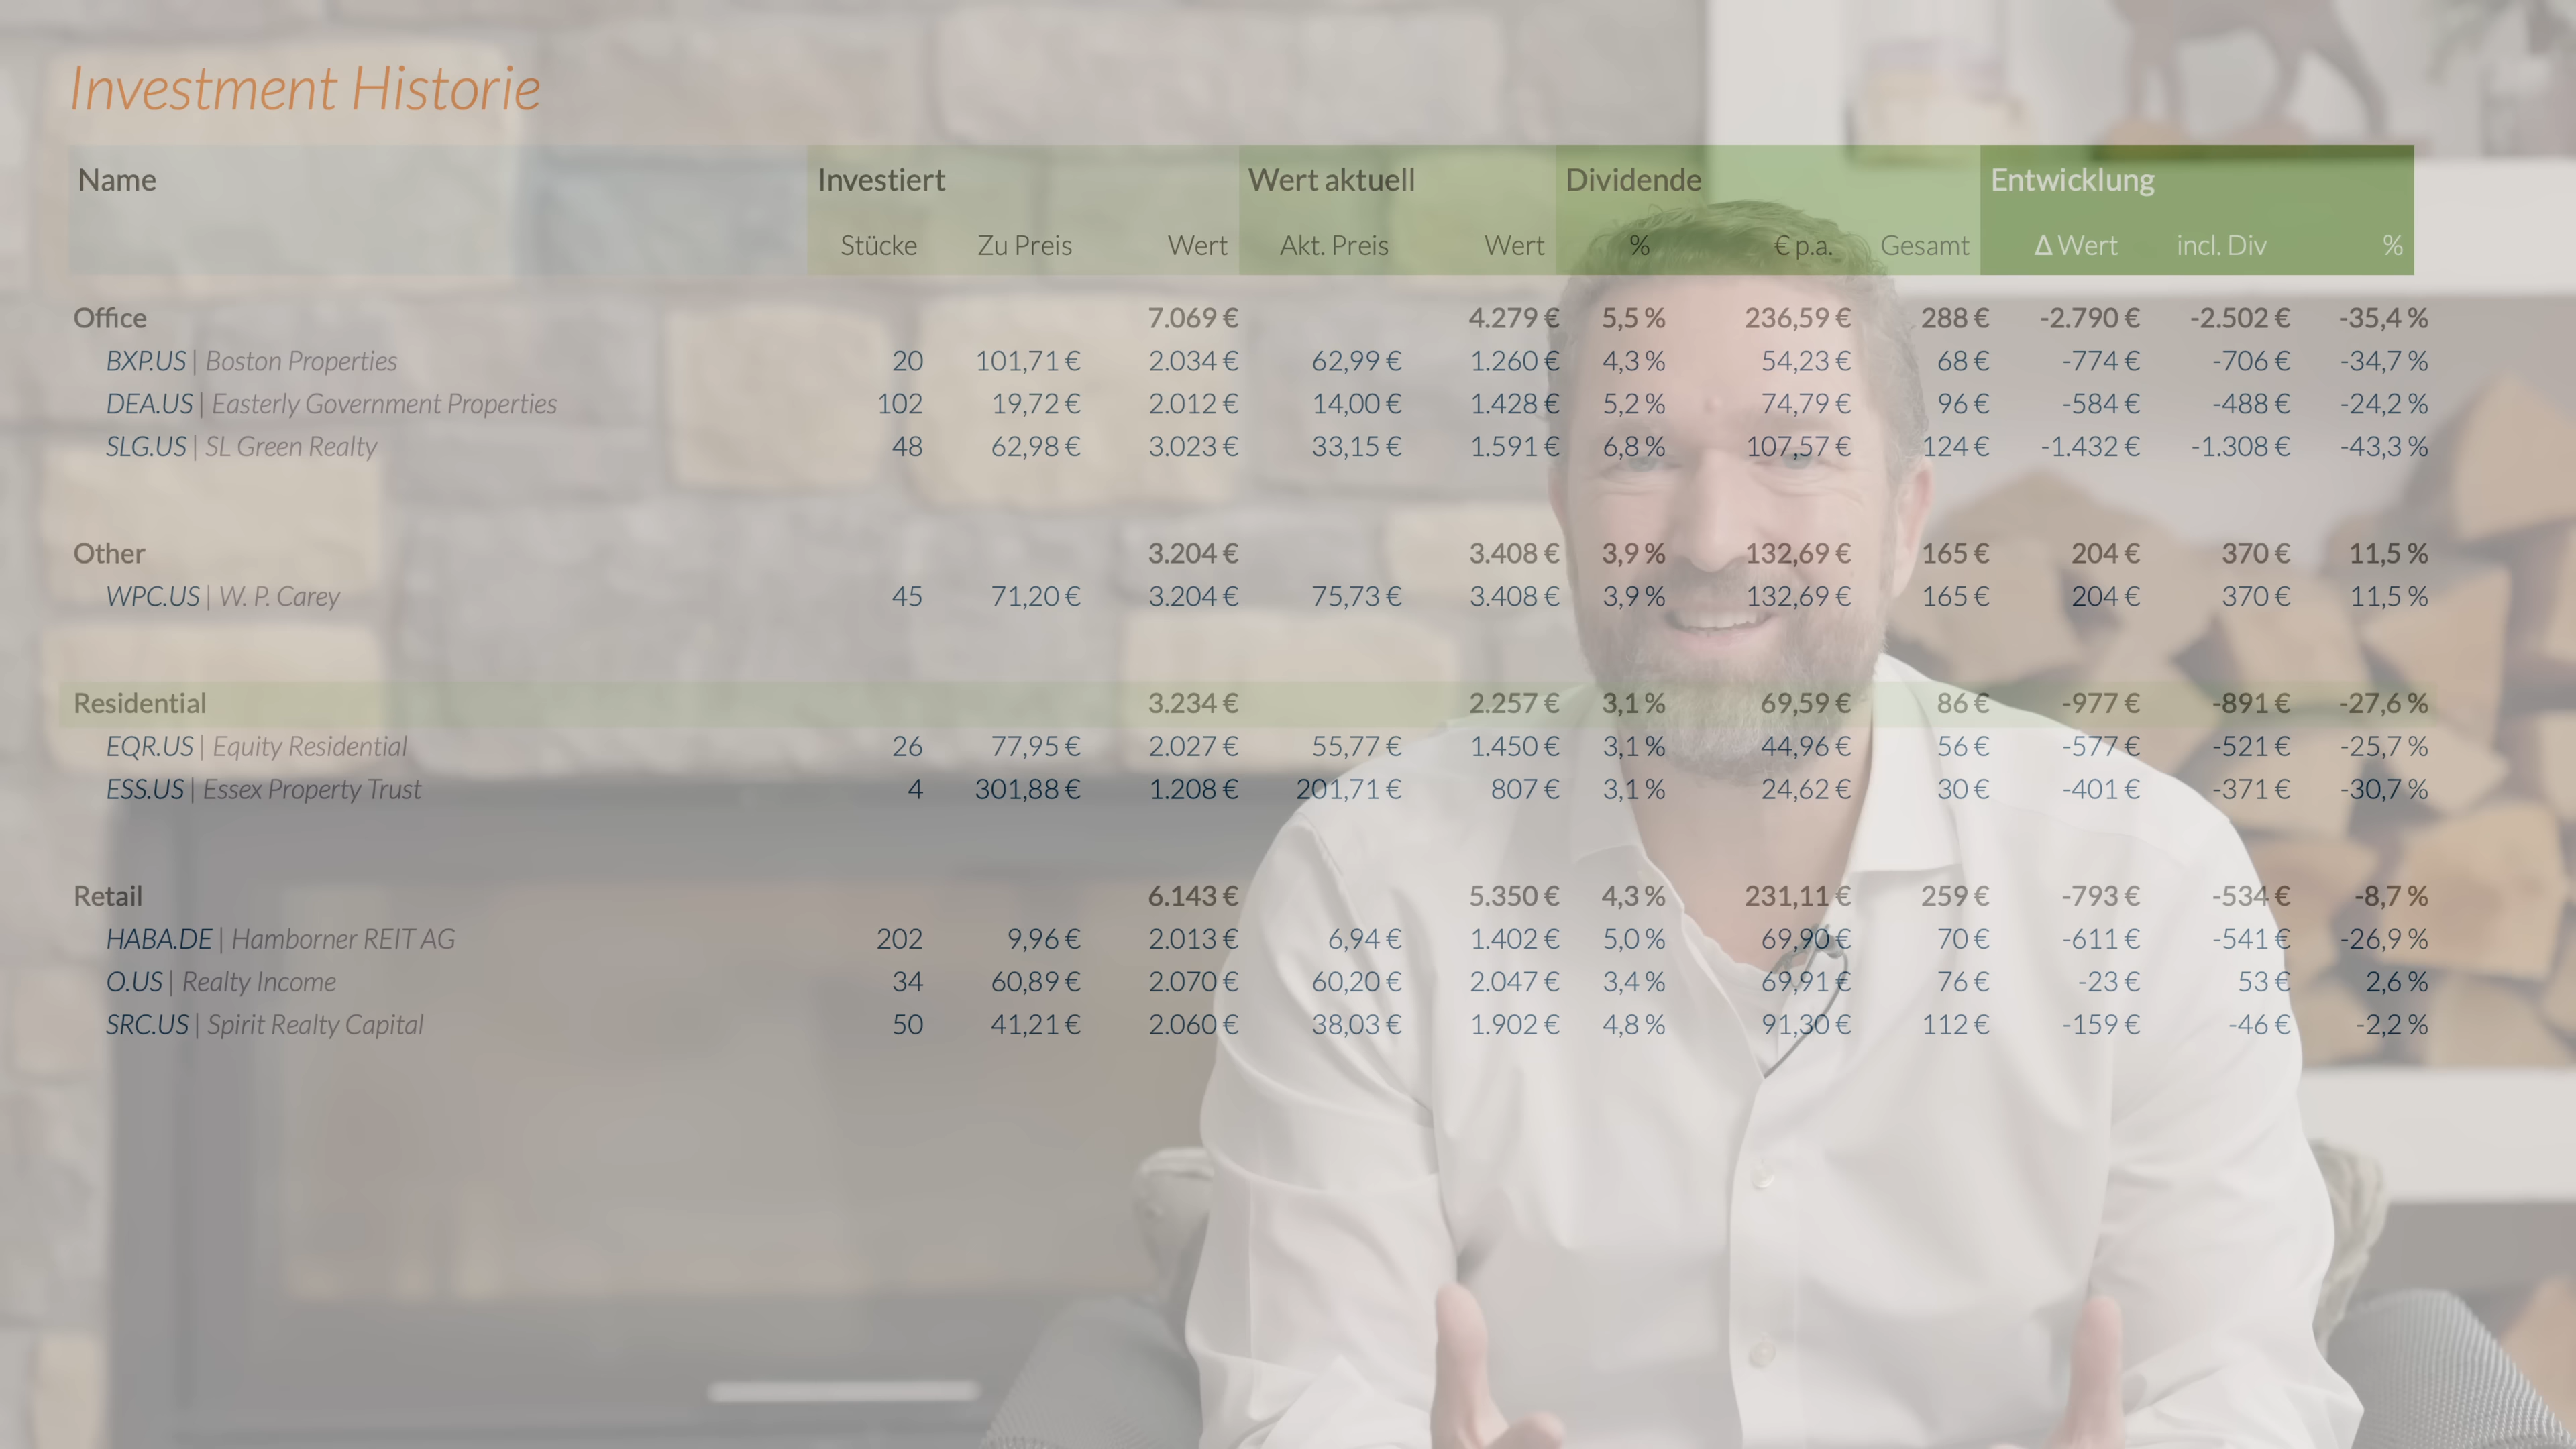 Investment Historie
Name Investiert Wert aktuell Dividende Entwicklung
Stücke Zu Preis Wert Akt. Preis Wert % € p.a. Gesamt Δ Wert incl. Div %
Office 7.069 € 4.279 € 5,5 % 236,59 € 288 € -2.790 € -2.502 € -35,4 %
BXP.US | Boston Properties 20 101,71 € 2.034 € 62,99 € 1.260 € 4,3 % 54,23 € 68 € -774 € -706 € -34,7 %
DEA.US | Easterly Government Properties 102 19,72 € 2.012 € 14,00 € 1.428 € 5,2 % 74,79 € 96 € -584 € -488 € -24,2 %
SLG.US | SL Green Realty 48 62,98 € 3.023 € 33,15 € 1.591 € 6,8 % 107,57 € 124 € -1.432 € -1.308 € -43,3 %
Other 3.204 € 3.408 € 3,9 % 132,69 € 165 € 204 € 370 € 11,5 %
WPC.US | W. P. Carey 45 71,20 € 3.204 € 75,73 € 3.408 € 3,9 % 132,69 € 165 € 204 € 370 € 11,5 %
Residential 3.234 € 2.257 € 3,1 % 69,59 € 86 € -977 € -891 € -27,6 %
EQR.US | Equity Residential 26 77,95 € 2.027 € 55,77 € 1.450 € 3,1 % 44,96 € 56 € -577 € -521 € -25,7 %
ESS.US | Essex Property Trust 4 301,88 € 1.208 € 201,71 € 807 € 3,1 % 24,62 € 30 € -401 € -371 € -30,7 %
Retail 6.143 € 5.350 € 4,3 % 231,11 € 259 € -793 € -534 € -8,7 %
HABA.DE | Hamborner REIT AG 202 9,96 € 2.013 € 6,94 € 1.402 € 5,0 % 69,90 € 70 € -611 € -541 € -26,9 %
O.US | Realty Income 34 60,89 € 2.070 € 60,20 € 2.047 € 3,4 % 69,91 € 76 € -23 € 53 € 2,6 %
SRC.US | Spirit Realty Capital 50 41,21 € 2.060 € 38,03 € 1.902 € 4,8 % 91,30 € 112 € -159 € -46 € -2,2 %